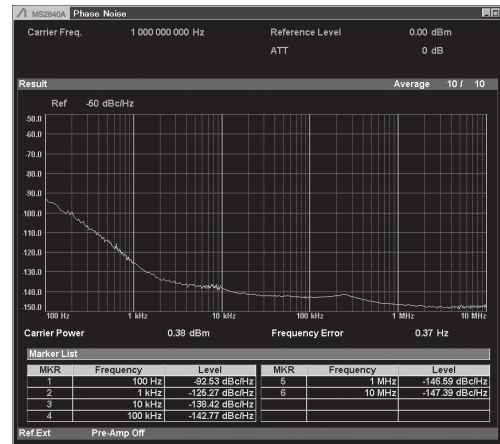 MS2840A Phase Noise
Carrier Freq. 1 000 000 000 Hz Reference Level 0.00 dBm
ATT 0 dB
Result Average 10 / 10
Ref -50 dBc/Hz
-50.0
-60.0
-70.0
-80.0
-90.0
-100.0
-110.0
-120.0
-130.0
-140.0
-150.0
100 Hz 1 kHz 10 kHz 100 kHz 1 MHz 10 MHz
Carrier Power 0.38 dBm Frequency Error 0.37 Hz
Marker List
MKR Frequency Level MKR Frequency Level
1 100 Hz -92.53 dBc/Hz 5 1 MHz -146.59 dBc/Hz
2 1 kHz -125.27 dBc/Hz 6 10 MHz -147.39 dBc/Hz
3 10 kHz -138.42 dBc/Hz
4 100 kHz -142.77 dBc/Hz
Ref.Ext Pre-Amp Off